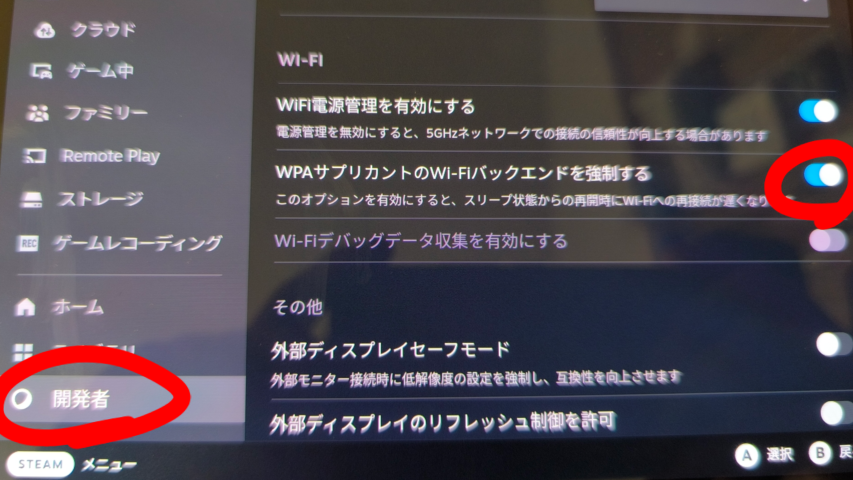 クラウド
ゲーム中
ファミリー
Remote Play
ストレージ
REC ゲームレコーディング
ホーム
開発者
STEAM メニュー
WI-FI
WiFi電源管理を有効にする
電源管理を無効にすると、5GHzネットワークでの接続の信頼性が向上する場合があります
WPAサプリカントのWi-Fiバックエンドを強制する
このオプションを有効にすると、スリープ状態からの再開時にWi-Fiへの再接続が遅くなり
Wi-Fiデバッグデータ収集を有効にする
その他
外部ディスプレイセーフモード
外部モニター接続時に低解像度の設定を強制し、互換性を向上させます
外部ディスプレイのリフレッシュ制御を許可
A 選択 B 戻